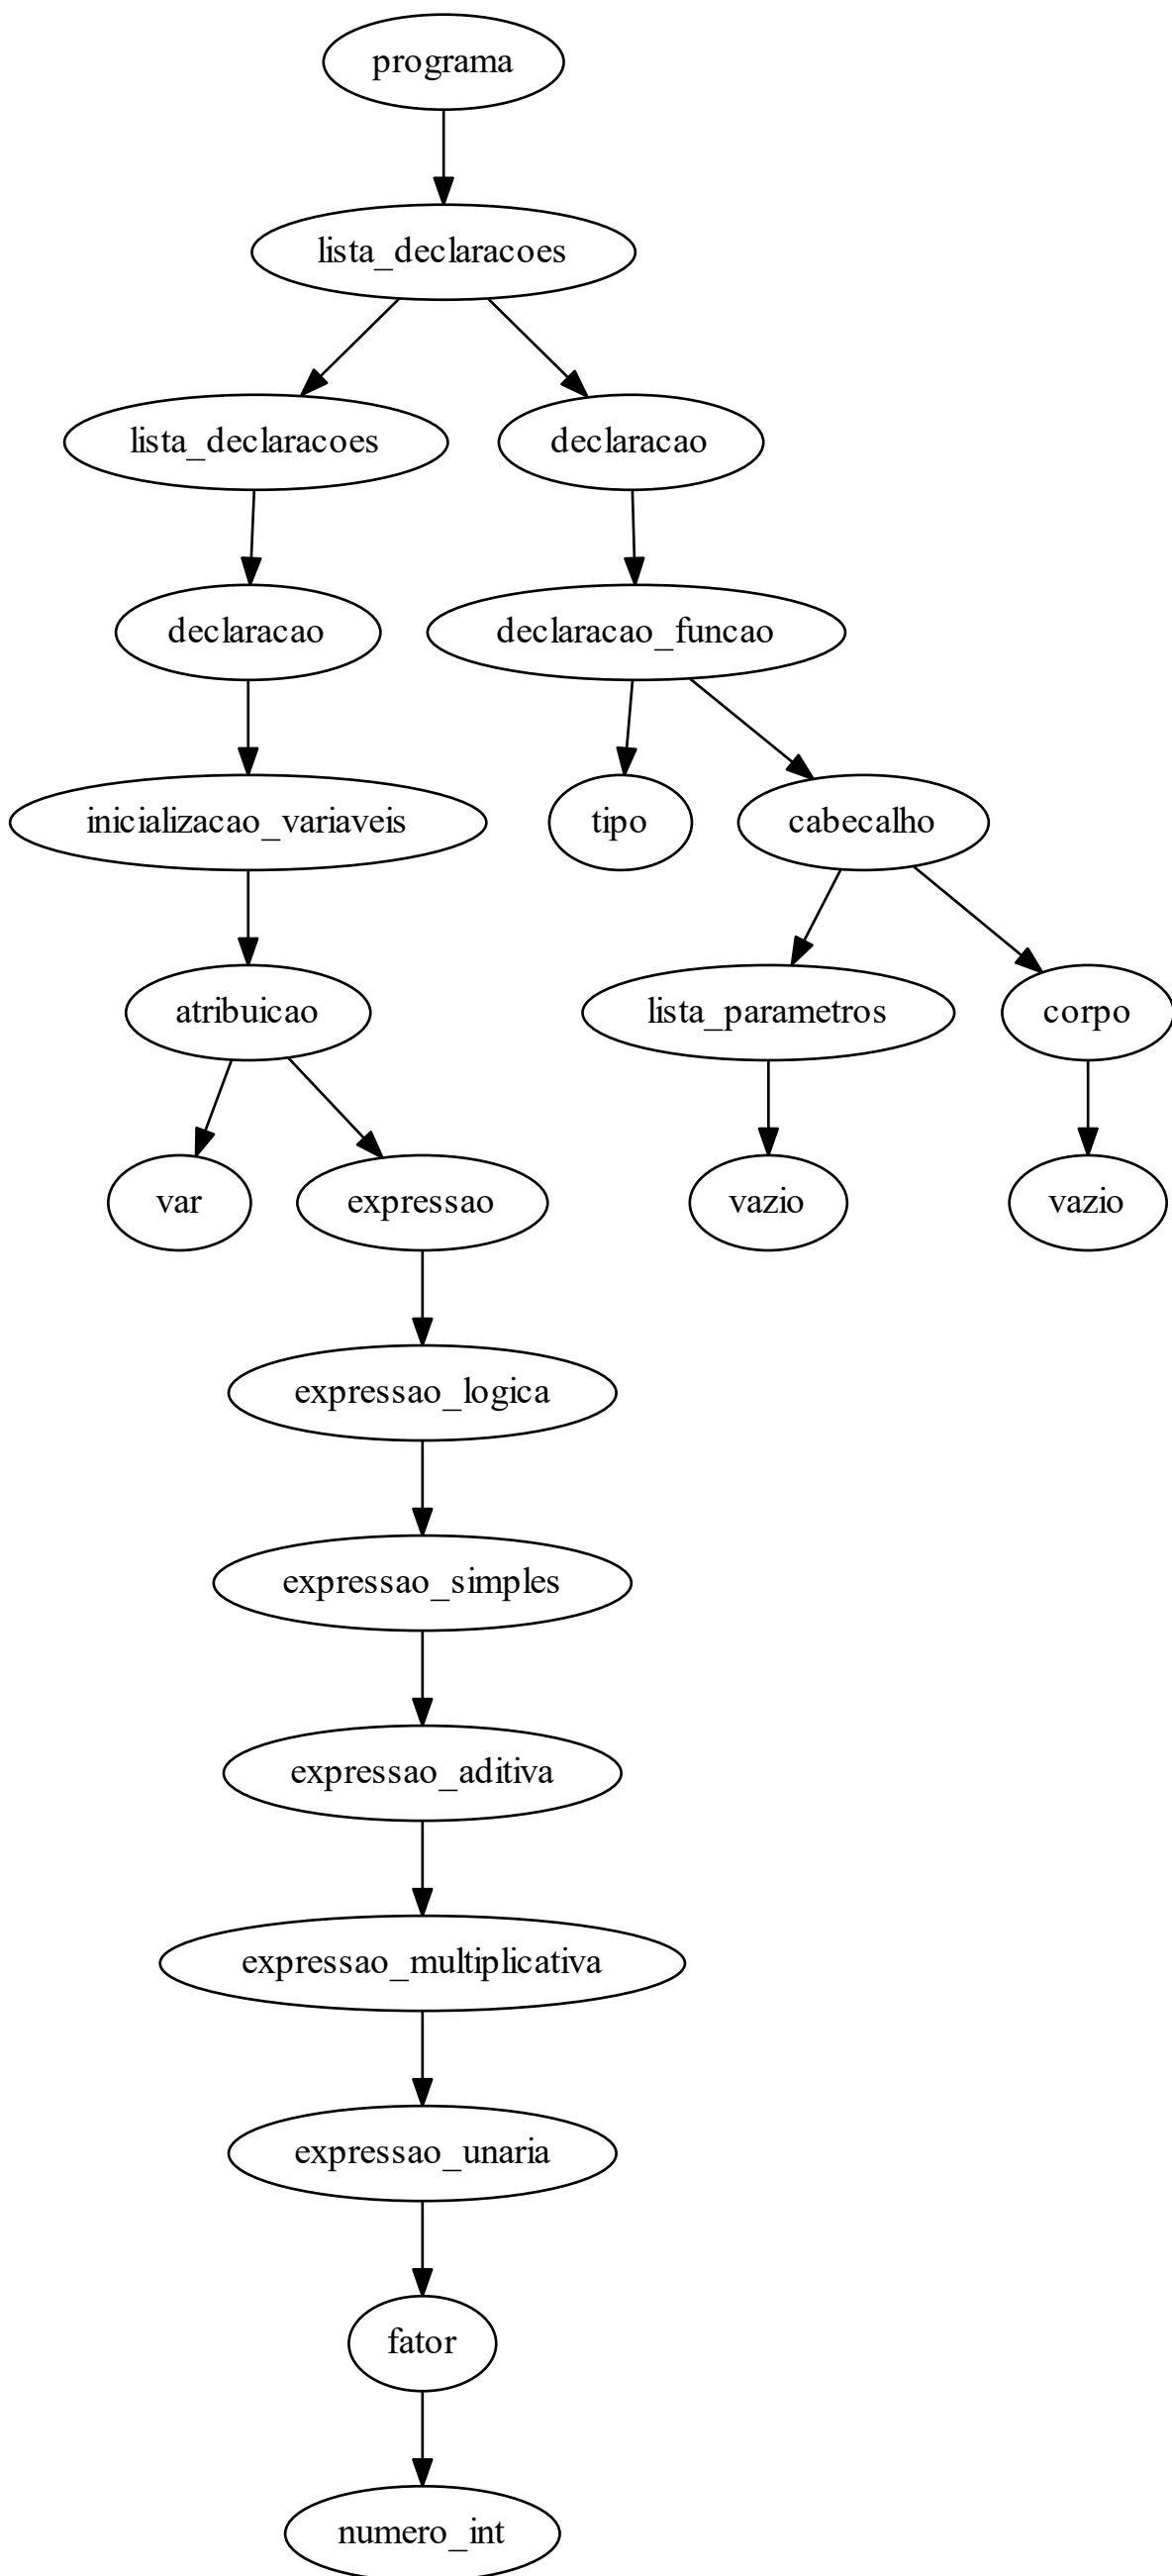 programa
lista_declaracoes
lista_declaracoes
declaracao
declaracao
declaracao_funcao
inicializacao_variaveis
tipo
cabecalho
atribuicao
lista_parametros
corpo
var
expressao
vazio
vazio
expressao_logica
expressao_simples
expressao_aditiva
expressao_multiplicativa
expressao_unaria
fator
numero_int